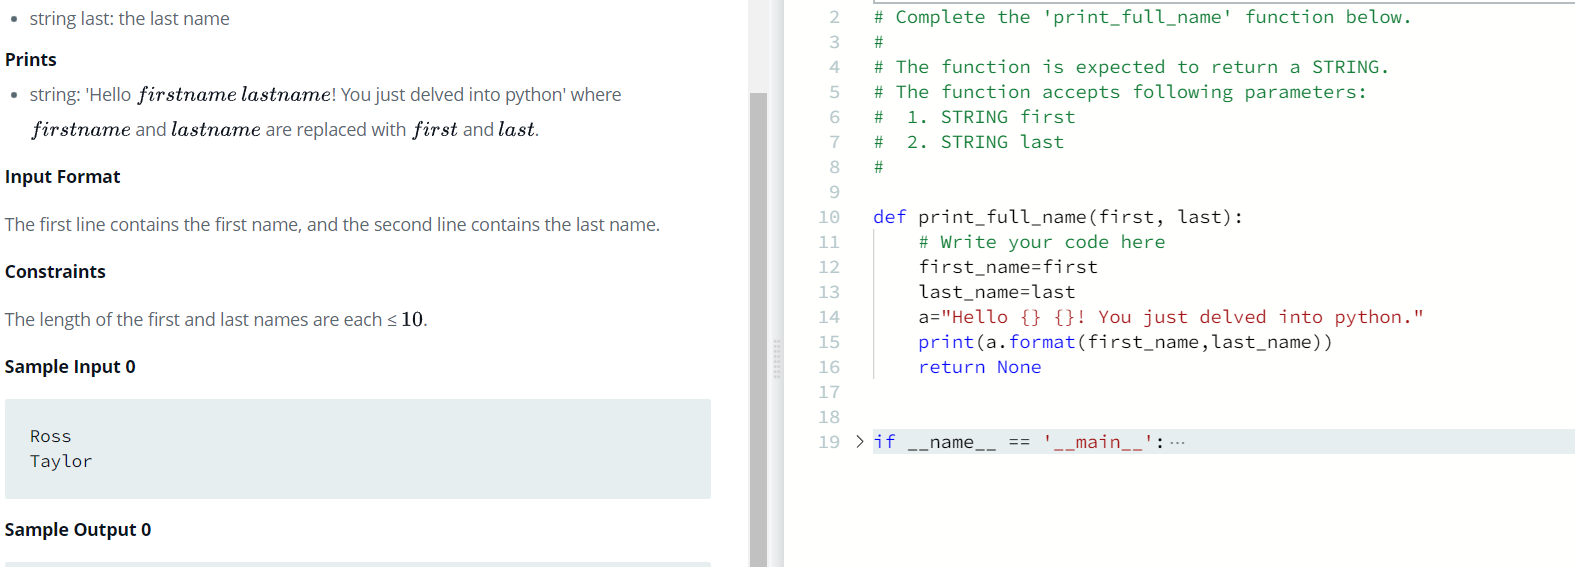 • string last: the last name
Prints
• string: 'Hello firstname lastname! You just delved into python' where
firstname and lastname are replaced with first and last.
Input Format
The first line contains the first name, and the second line contains the last name.
Constraints
The length of the first and last names are each ≤ 10.
Sample Input 0
Ross
Taylor
Sample Output 0
2 # Complete the 'print_full_name' function below.
3 #
4 # The function is expected to return a STRING.
5 # The function accepts following parameters:
6 #  1. STRING first
7 #  2. STRING last
8 #
9
10 def print_full_name(first, last):
11     # Write your code here
12     first_name=first
13     last_name=last
14     a="Hello {} {}! You just delved into python."
15     print(a.format(first_name,last_name))
16     return None
17
18
19 > if __name__ == '__main__':···